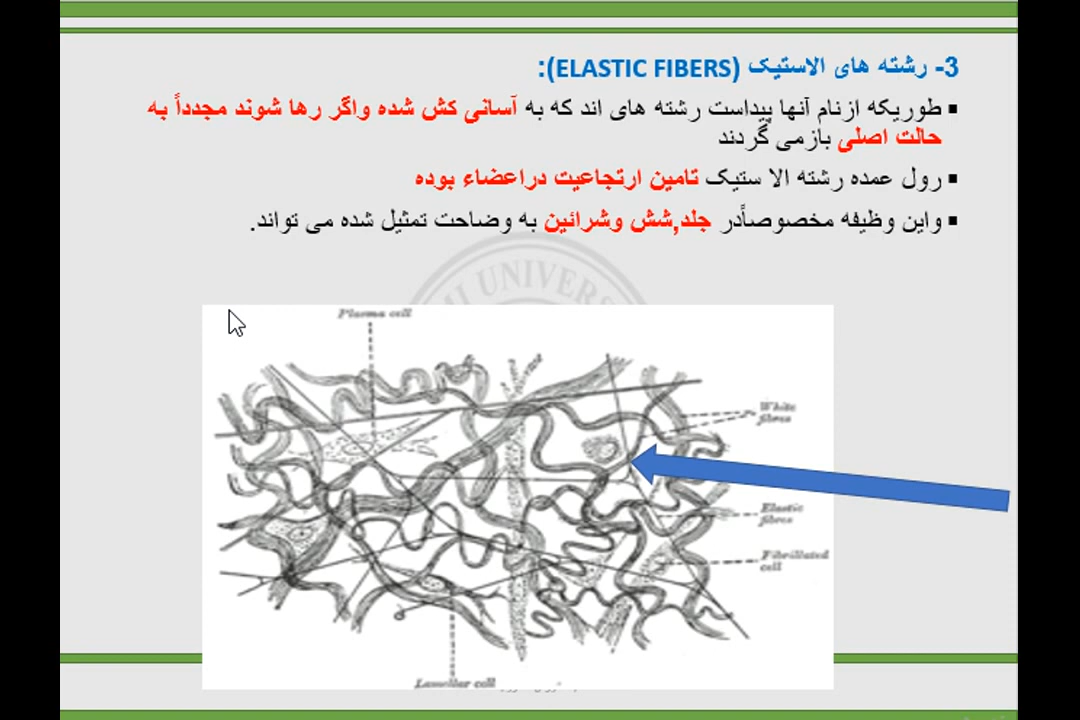 3- رشته های الاستیک (ELASTIC FIBERS):
▪ طوریکه ازنام آنها پیداست رشته های اند که به آسانی کش شده واگر رها شوند مجدداً به
حالت اصلی بازمی گردند
▪ رول عمده رشته الا ستیک تامین ارتجاعیت دراعضاء بوده
▪ واین وظیفه مخصوصاًدر جلد,شش وشرائین به وضاحت تمثیل شده می تواند.
UNIVERS
Plasma cell
White
fibres
Elastic
fibres
Fibrillated
cell
Lamellar cell